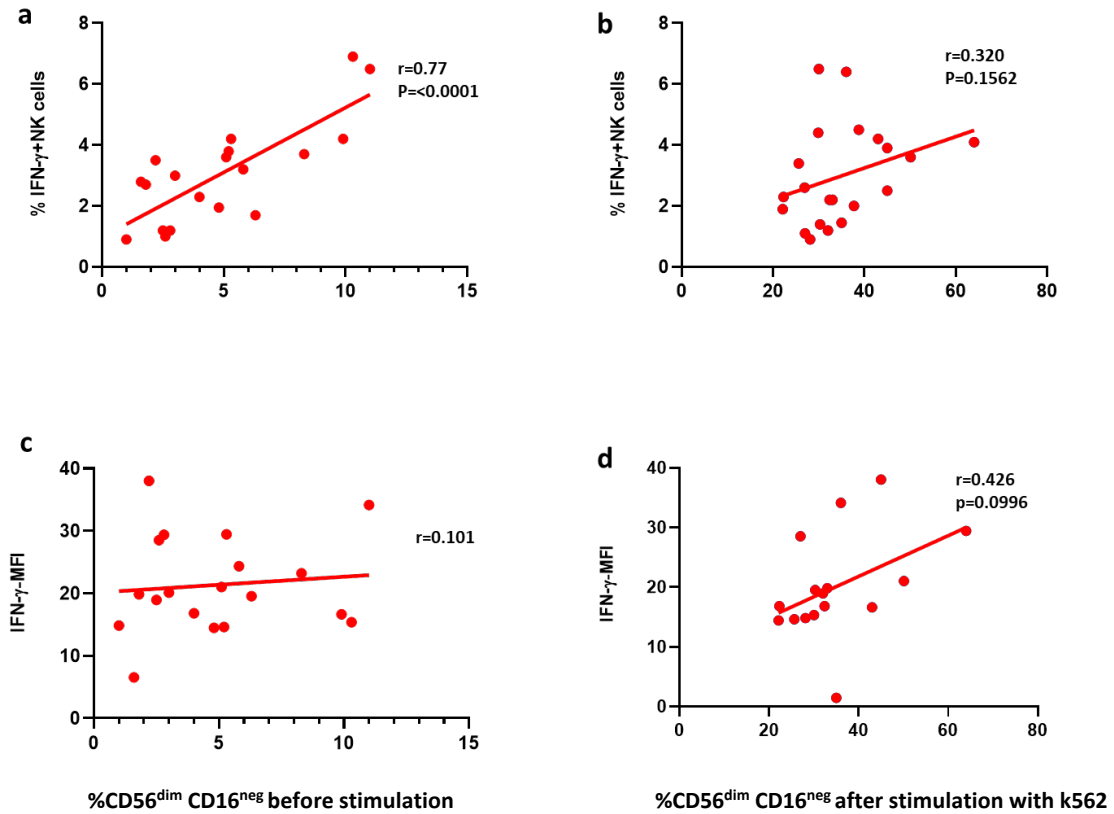 a
8
6
4
2
0
% IFN-γ+NK cells
r=0.77
P=<0.0001
0 5 10 15
b
8
6
4
2
0
% IFN-γ+NK cells
r=0.320
P=0.1562
0 20 40 60 80
c
40
30
20
10
0
IFN-γ-MFI
r=0.101
0 5 10 15
%CD56dim CD16neg before stimulation
d
40
30
20
10
0
IFN-γ-MFI
r=0.426
p=0.0996
0 20 40 60 80
%CD56dim CD16neg after stimulation with k562